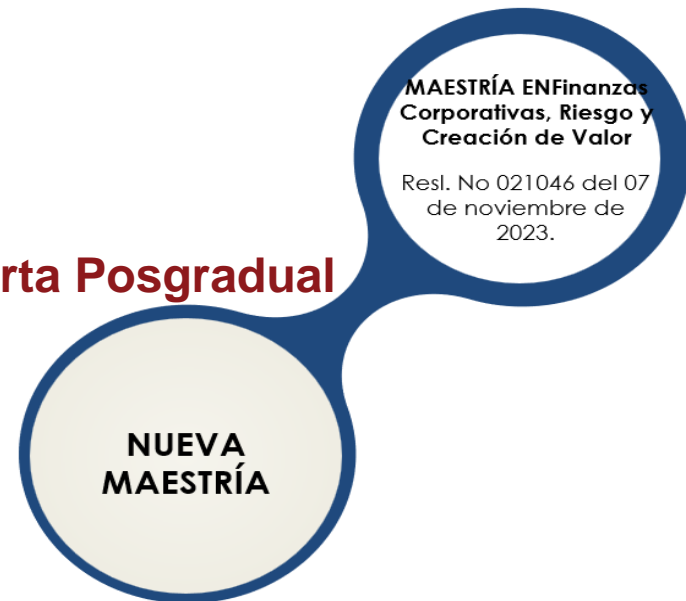 MAESTRÍA ENFinanzas
Corporativas, Riesgo y
Creación de Valor
Resl. No 021046 del 07
de noviembre de
2023.
rta Posgradual
NUEVA
MAESTRÍA